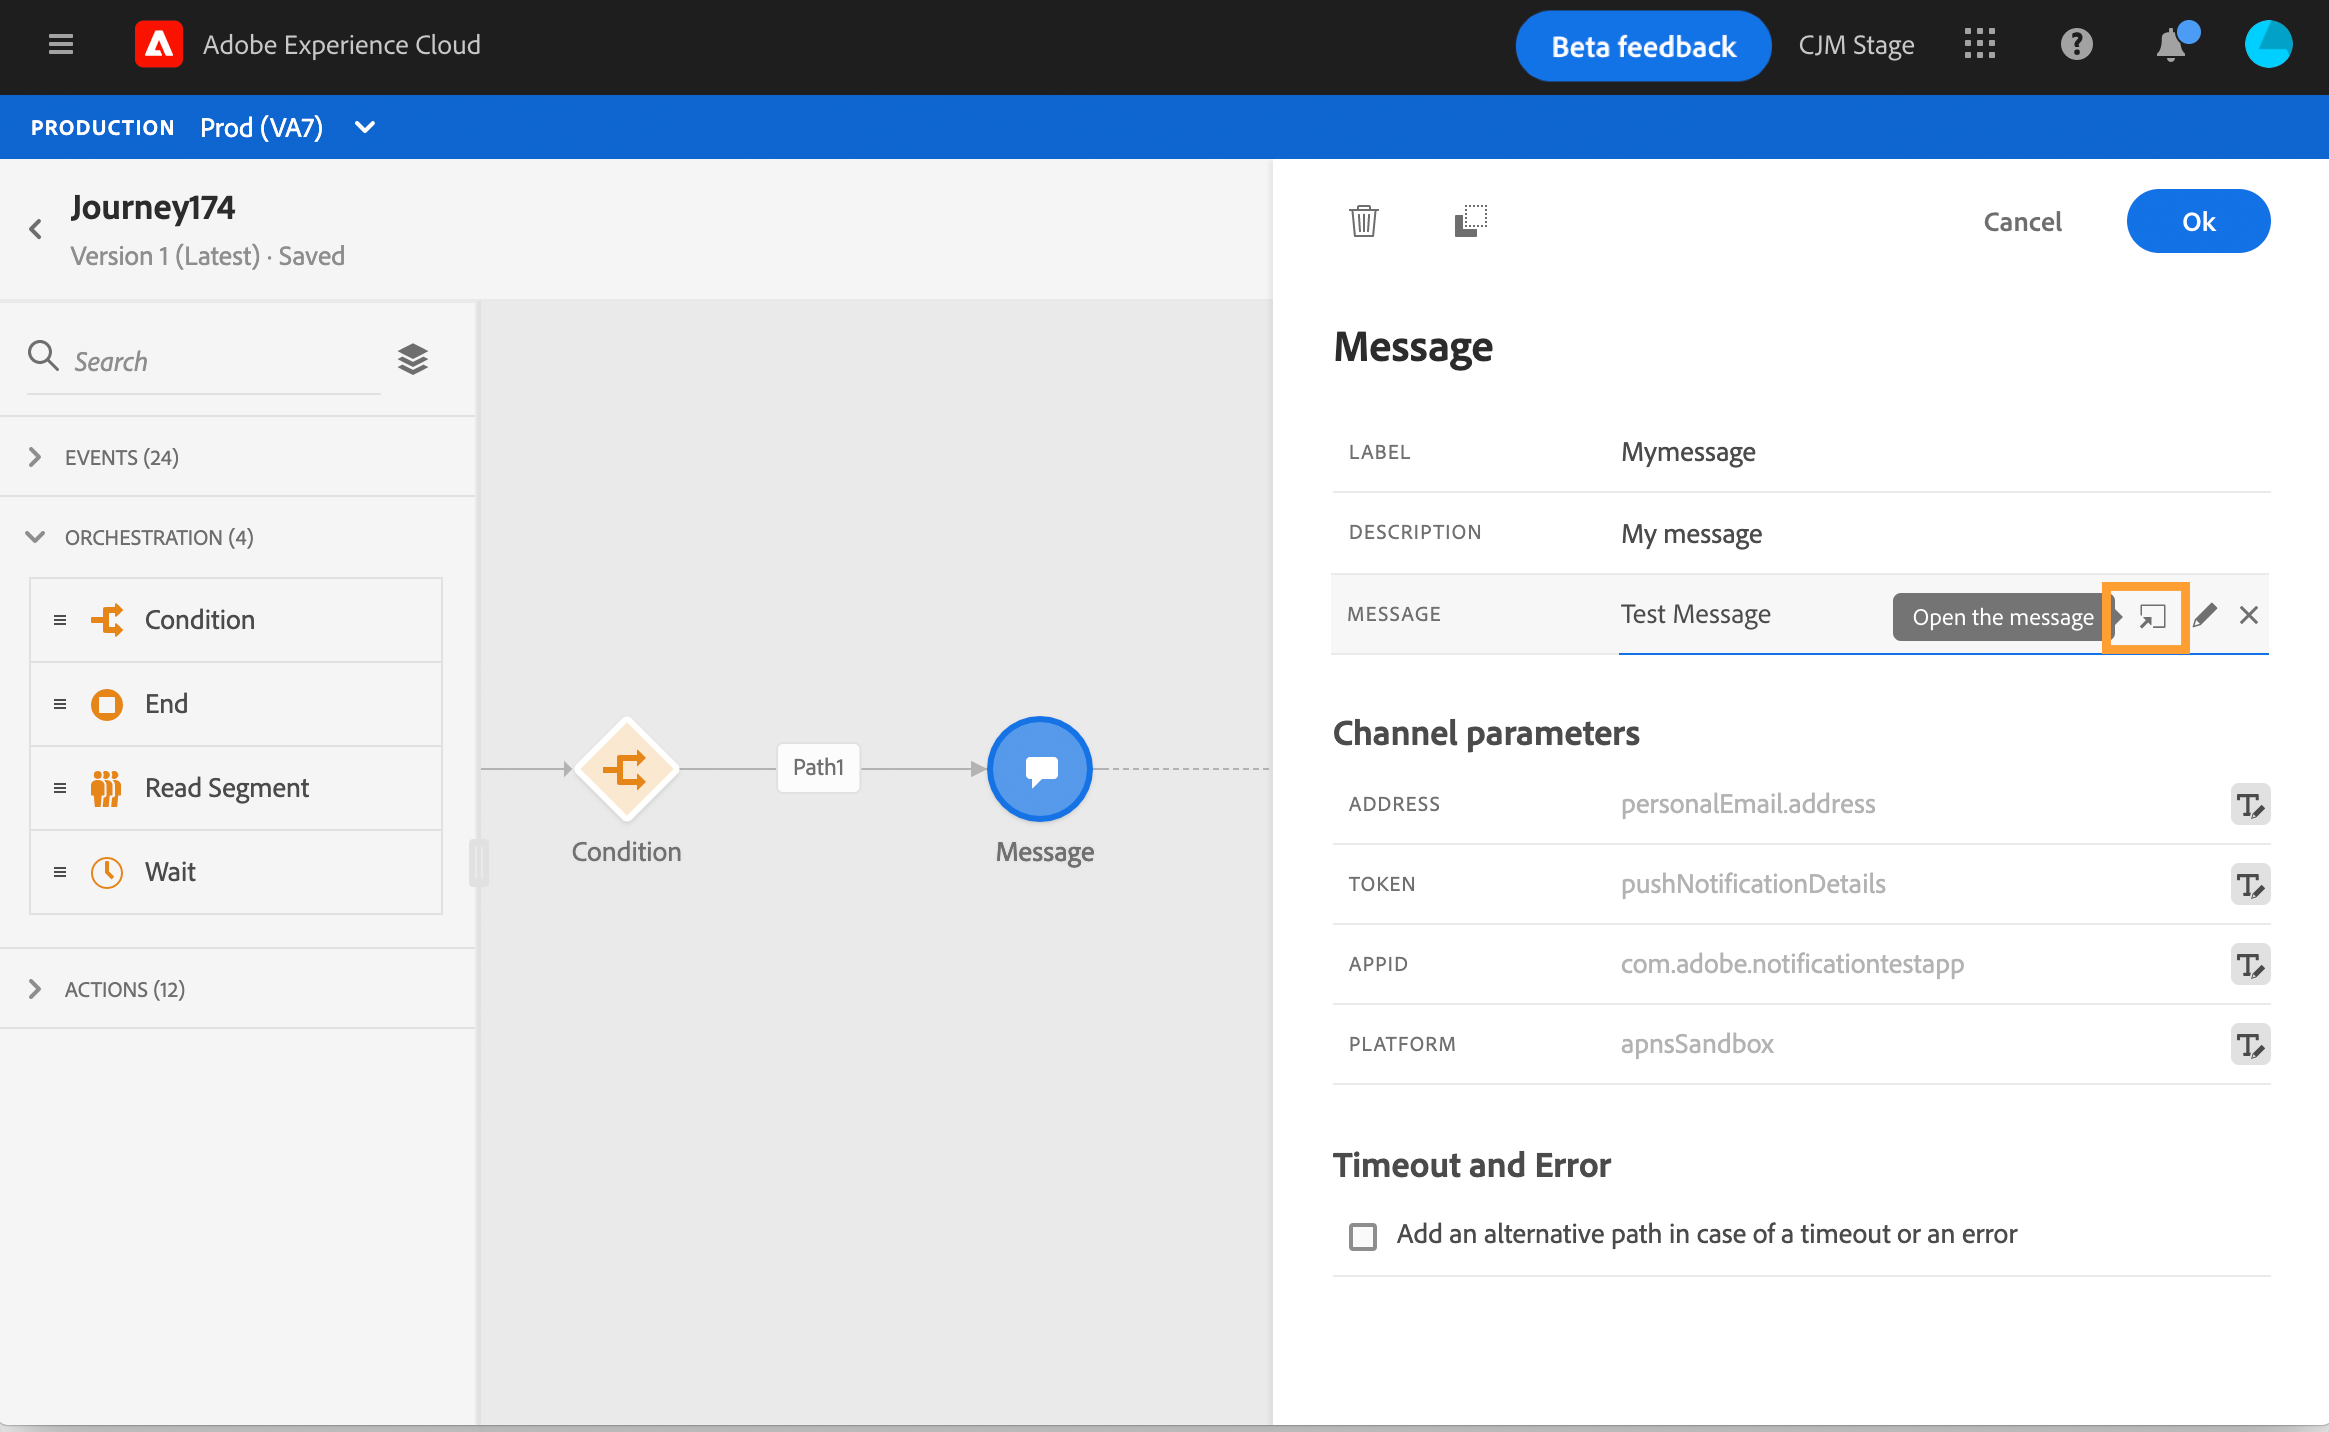 Adobe Experience Cloud
Beta feedback
CJM Stage
PRODUCTION Prod (VA7)
Journey174
Version 1 (Latest) · Saved
Search
EVENTS (24)
ORCHESTRATION (4)
Condition
End
Read Segment
Wait
ACTIONS (12)
Condition
Path1
Message
Cancel
Ok
Message
LABEL Mymessage
DESCRIPTION My message
MESSAGE Test Message Open the message
Channel parameters
ADDRESS personalEmail.address
TOKEN pushNotificationDetails
APPID com.adobe.notificationtestapp
PLATFORM apnsSandbox
Timeout and Error
Add an alternative path in case of a timeout or an error